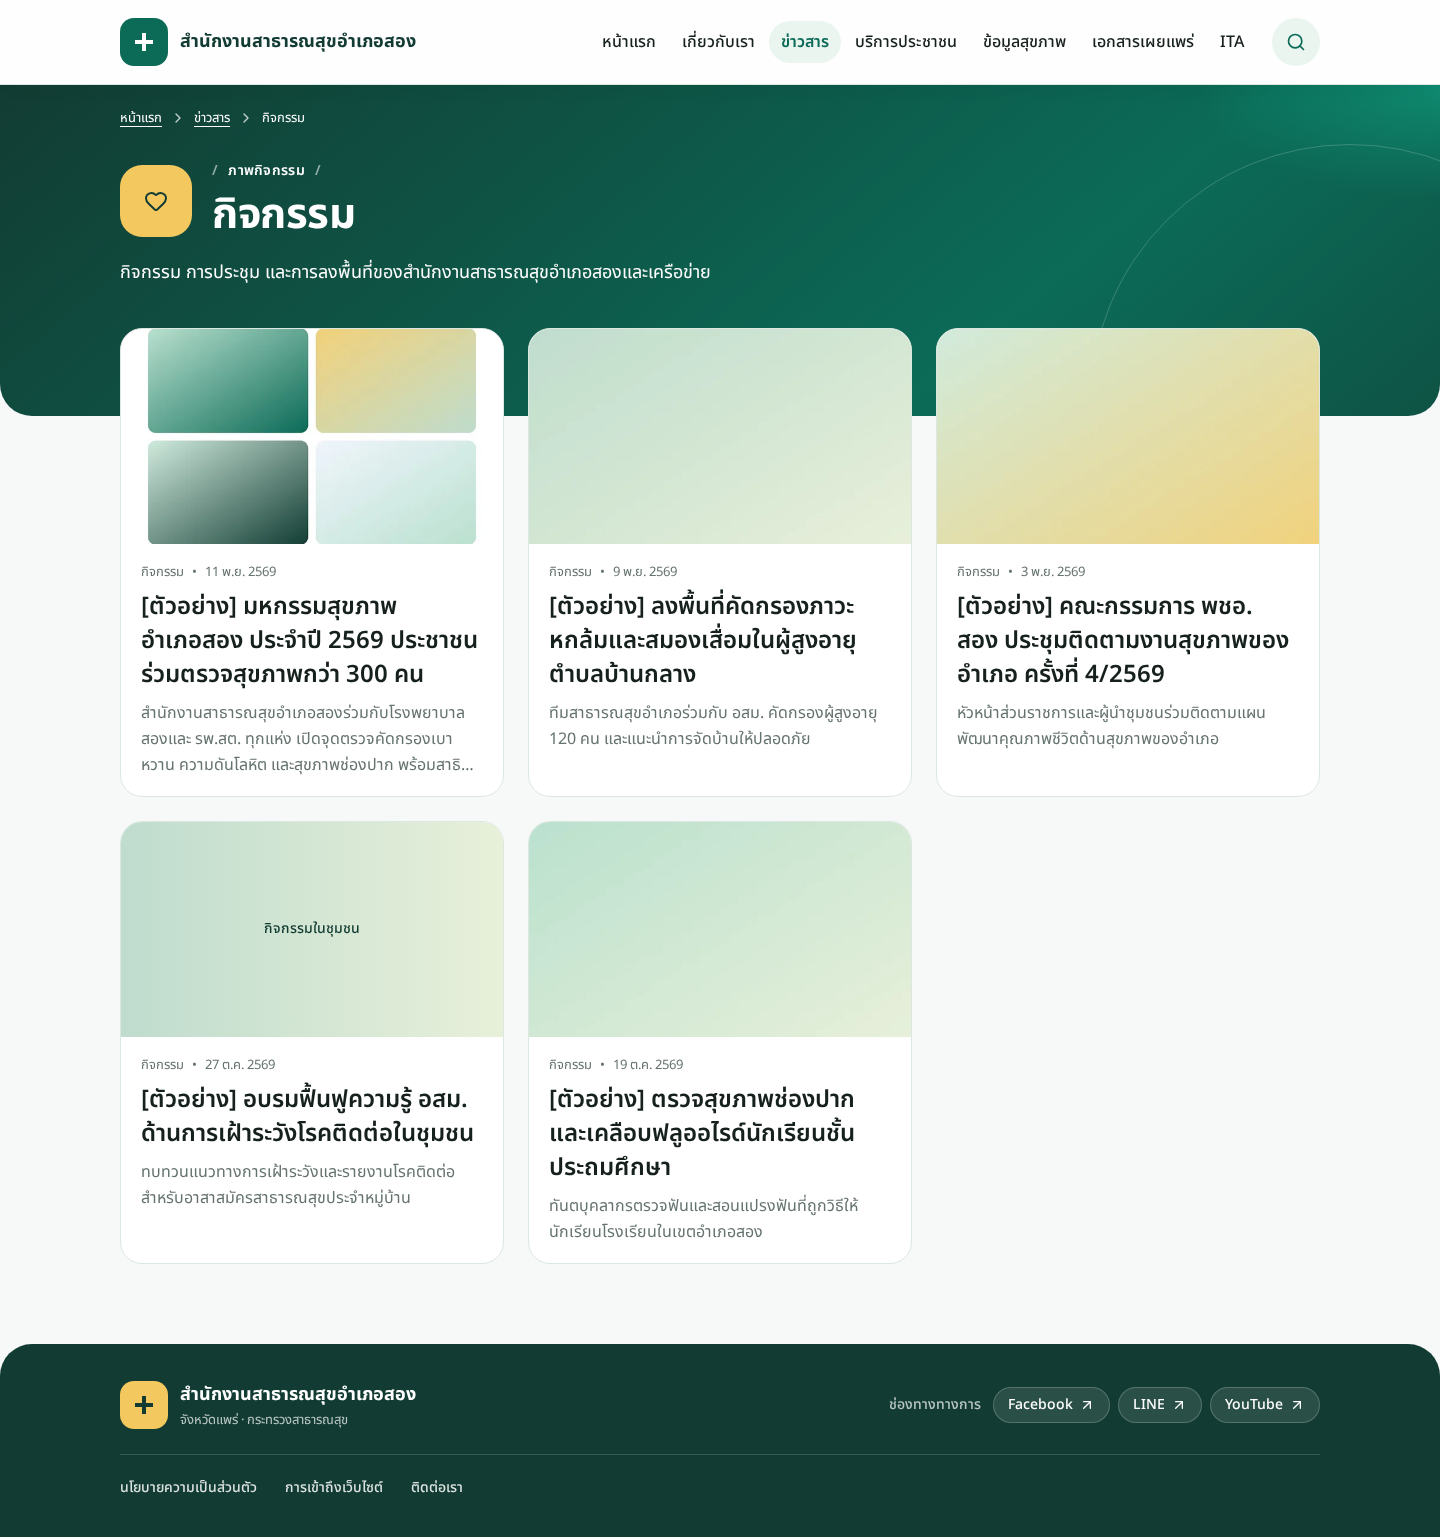 สำนักงานสาธารณสุขอำเภอสอง
หน้าแรก เกี่ยวกับเรา ข่าวสาร บริการประชาชน ข้อมูลสุขภาพ เอกสารเผยแพร่ ITA
หน้าแรก > ข่าวสาร > กิจกรรม
/ ภาพกิจกรรม /
กิจกรรม
กิจกรรม การประชุม และการลงพื้นที่ของสำนักงานสาธารณสุขอำเภอสองและเครือข่าย
กิจกรรม • 11 พ.ย. 2569
[ตัวอย่าง] มหกรรมสุขภาพ
อำเภอสอง ประจำปี 2569 ประชาชน
ร่วมตรวจสุขภาพกว่า 300 คน
สำนักงานสาธารณสุขอำเภอสองร่วมกับโรงพยาบาล
สองและ รพ.สต. ทุกแห่ง เปิดจุดตรวจคัดกรองเบา
หวาน ความดันโลหิต และสุขภาพช่องปาก พร้อมสาธิ...
กิจกรรม • 9 พ.ย. 2569
[ตัวอย่าง] ลงพื้นที่คัดกรองภาวะ
หกล้มและสมองเสื่อมในผู้สูงอายุ
ตำบลบ้านกลาง
ทีมสาธารณสุขอำเภอร่วมกับ อสม. คัดกรองผู้สูงอายุ
120 คน และแนะนำการจัดบ้านให้ปลอดภัย
กิจกรรม • 3 พ.ย. 2569
[ตัวอย่าง] คณะกรรมการ พชอ.
สอง ประชุมติดตามงานสุขภาพของ
อำเภอ ครั้งที่ 4/2569
หัวหน้าส่วนราชการและผู้นำชุมชนร่วมติดตามแผน
พัฒนาคุณภาพชีวิตด้านสุขภาพของอำเภอ
กิจกรรมในชุมชน
กิจกรรม • 27 ต.ค. 2569
[ตัวอย่าง] อบรมฟื้นฟูความรู้ อสม.
ด้านการเฝ้าระวังโรคติดต่อในชุมชน
ทบทวนแนวทางการเฝ้าระวังและรายงานโรคติดต่อ
สำหรับอาสาสมัครสาธารณสุขประจำหมู่บ้าน
กิจกรรม • 19 ต.ค. 2569
[ตัวอย่าง] ตรวจสุขภาพช่องปาก
และเคลือบฟลูออไรด์นักเรียนชั้น
ประถมศึกษา
ทันตบุคลากรตรวจฟันและสอนแปรงฟันที่ถูกวิธีให้
นักเรียนโรงเรียนในเขตอำเภอสอง
สำนักงานสาธารณสุขอำเภอสอง
จังหวัดแพร่ · กระทรวงสาธารณสุข
ช่องทางทางการ Facebook LINE YouTube
นโยบายความเป็นส่วนตัว การเข้าถึงเว็บไซต์ ติดต่อเรา